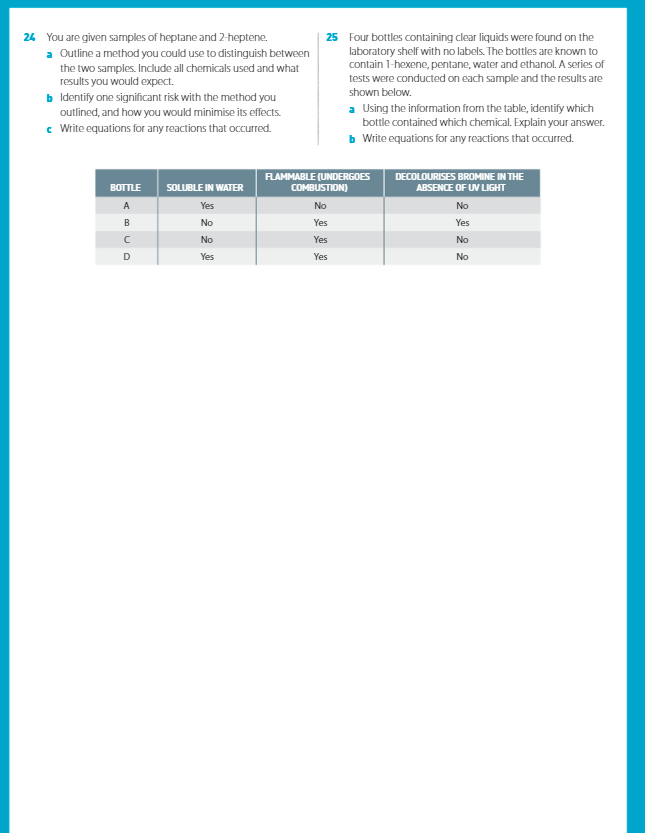 24 You are given samples of heptane and 2-heptene.
a Outline a method you could use to distinguish between
the two samples. Include all chemicals used and what
results you would expect.
b Identify one significant risk with the method you
outlined, and how you would minimise its effects.
c Write equations for any reactions that occurred.
25 Four bottles containing clear liquids were found on the
laboratory shelf with no labels. The bottles are known to
contain 1-hexene, pentane, water and ethanol. A series of
tests were conducted on each sample and the results are
shown below.
a Using the information from the table, identify which
bottle contained which chemical. Explain your answer.
b Write equations for any reactions that occurred.
BOTTLE SOLUBLE IN WATER FLAMMABLE (UNDERGOES COMBUSTION) DECOLOURISES BROMINE IN THE ABSENCE OF UV LIGHT
A Yes No No
B No Yes Yes
C No Yes No
D Yes Yes No